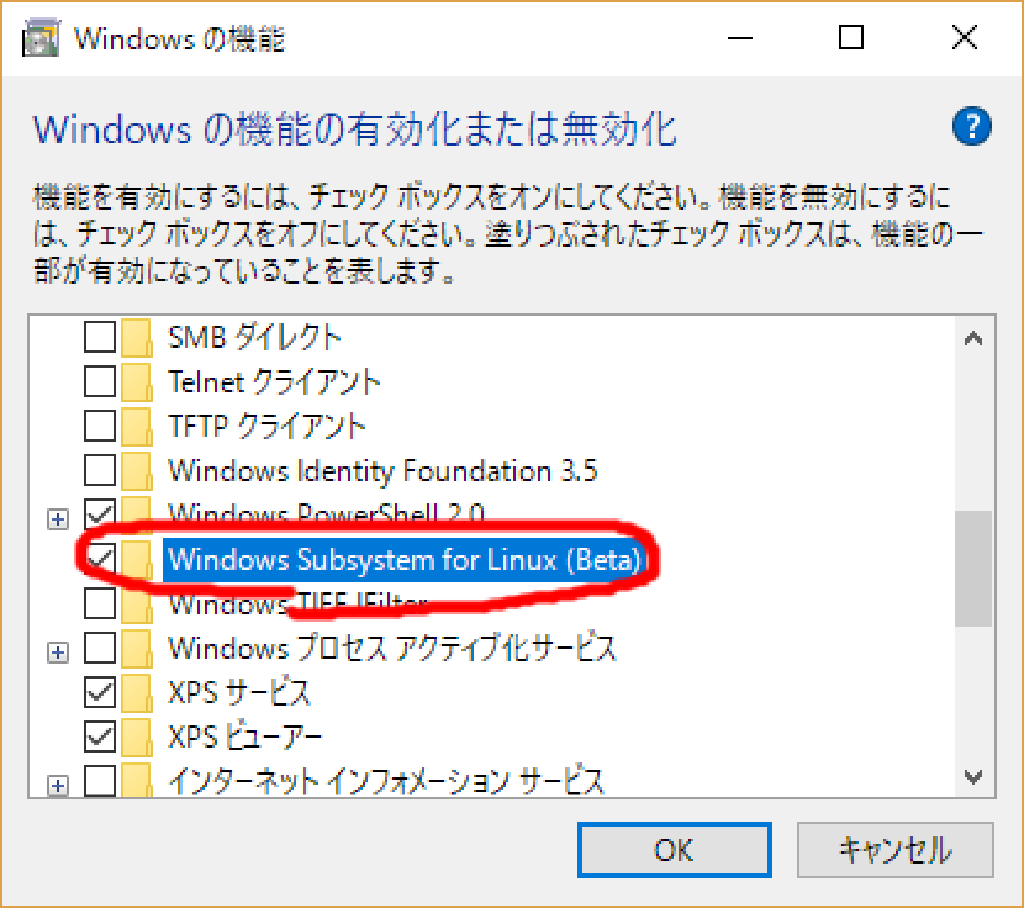 Windows の機能
Windows の機能の有効化または無効化
?
機能を有効にするには、チェック ボックスをオンにしてください。機能を無効にするに
は、チェック ボックスをオフにしてください。塗りつぶされたチェック ボックスは、機能の一
部が有効になっていることを表します。
SMB ダイレクト
Telnet クライアント
TFTP クライアント
Windows Identity Foundation 3.5
Windows PowerShell 2.0
Windows Subsystem for Linux (Beta)
Windows TIFF IFilter
Windows プロセス アクティブ化サービス
XPS サービス
XPS ビューアー
インターネット インフォメーション サービス
OK
キャンセル